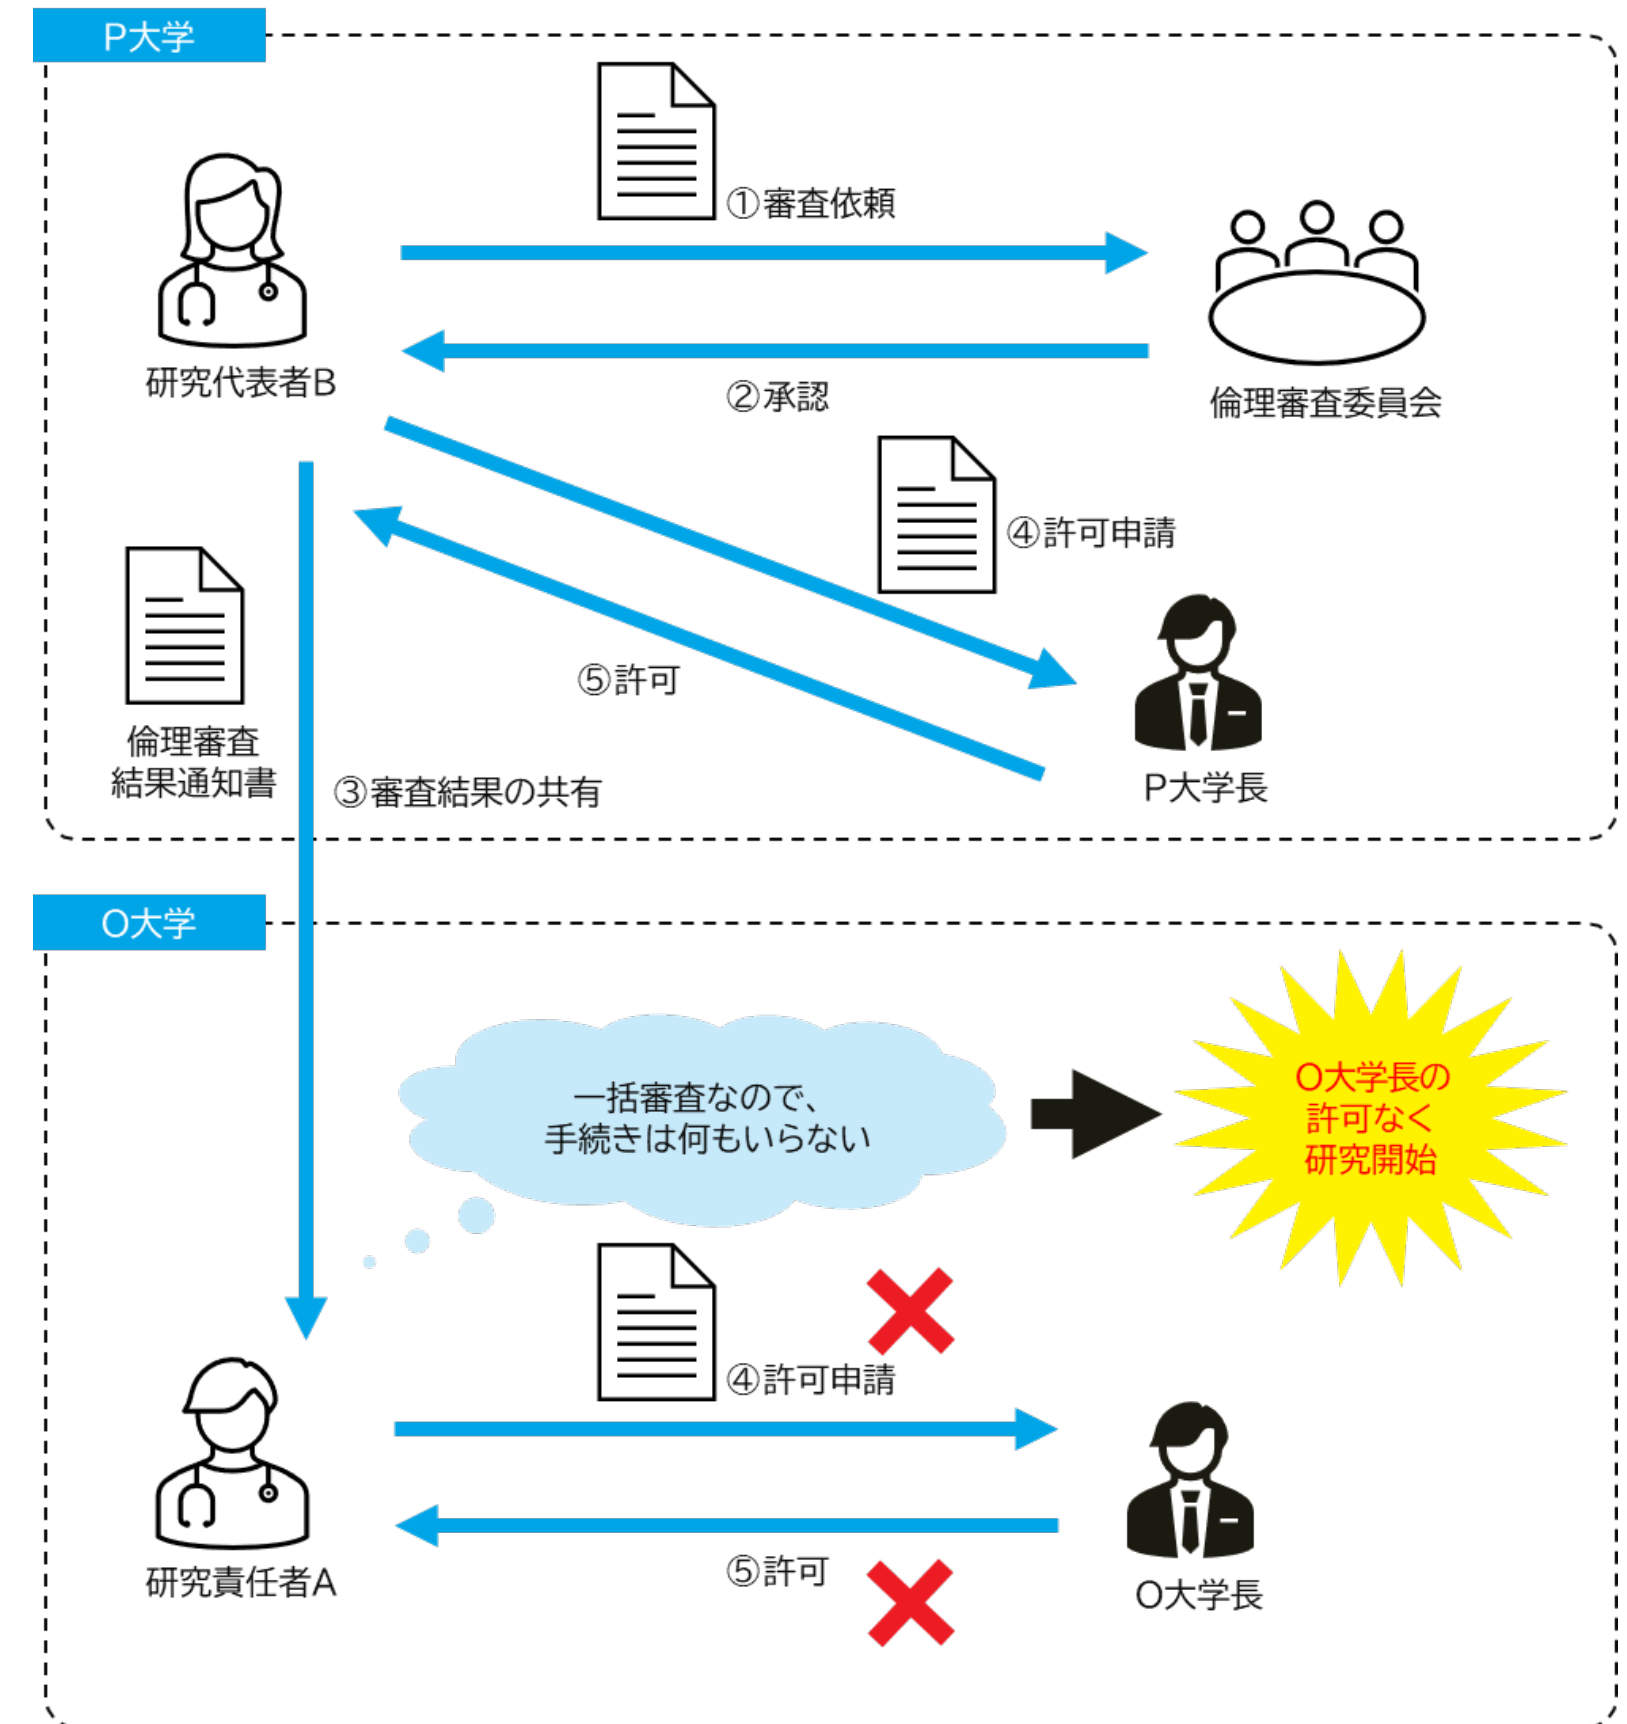 P大学
①審査依頼
研究代表者B
②承認
倫理審査委員会
④許可申請
⑤許可
倫理審査
結果通知書
③審査結果の共有
P大学長
O大学
一括審査なので、
手続きは何もいらない
O大学長の
許可なく
研究開始
④許可申請
研究責任者A
⑤許可
O大学長